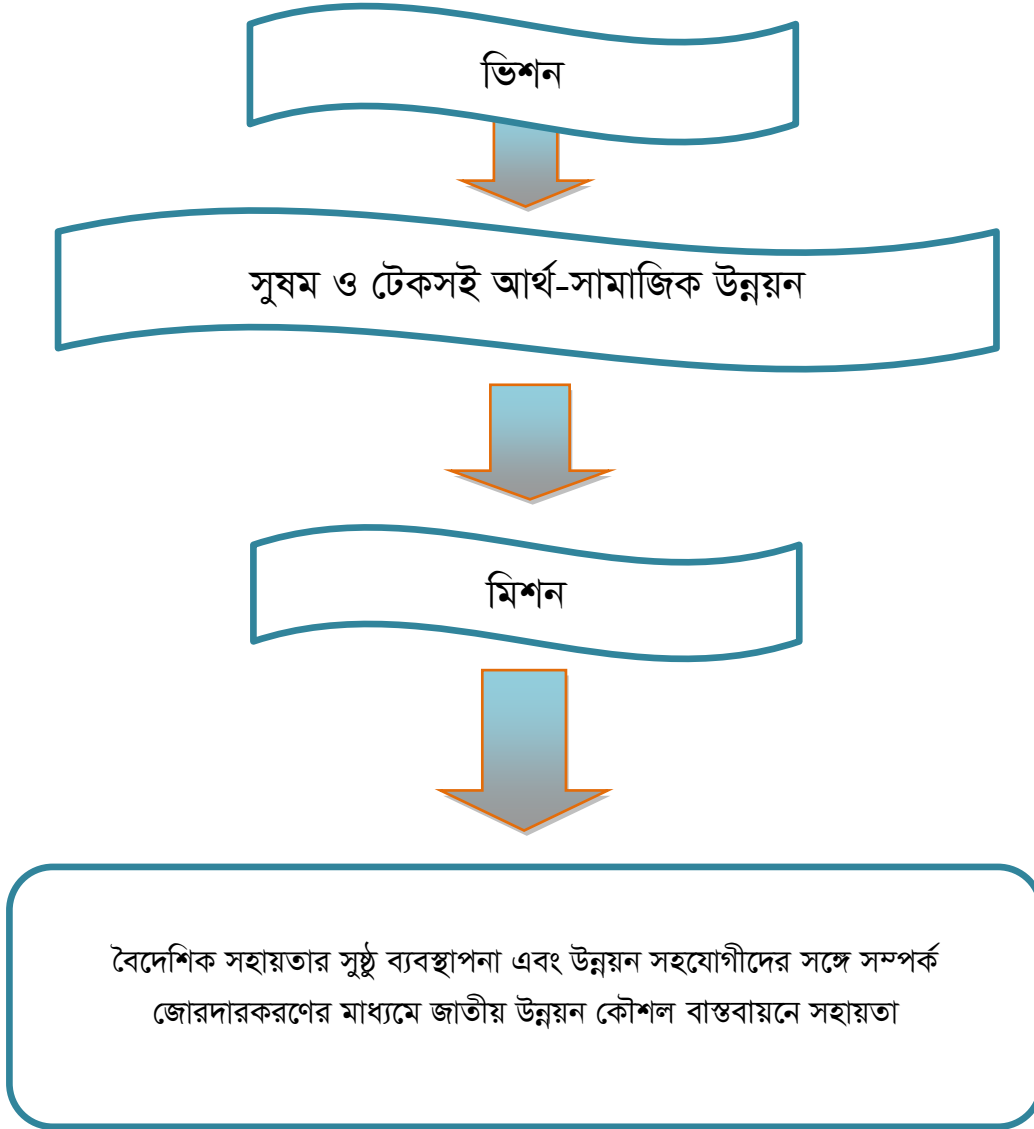 ভিশন
সুষম ও টেকসই আর্থ-সামাজিক উন্নয়ন
মিশন
বৈদেশিক সহায়তার সুষ্ঠু ব্যবস্থাপনা এবং উন্নয়ন সহযোগীদের সঙ্গে সম্পর্ক
জোরদারকরণের মাধ্যমে জাতীয় উন্নয়ন কৌশল বাস্তবায়নে সহায়তা